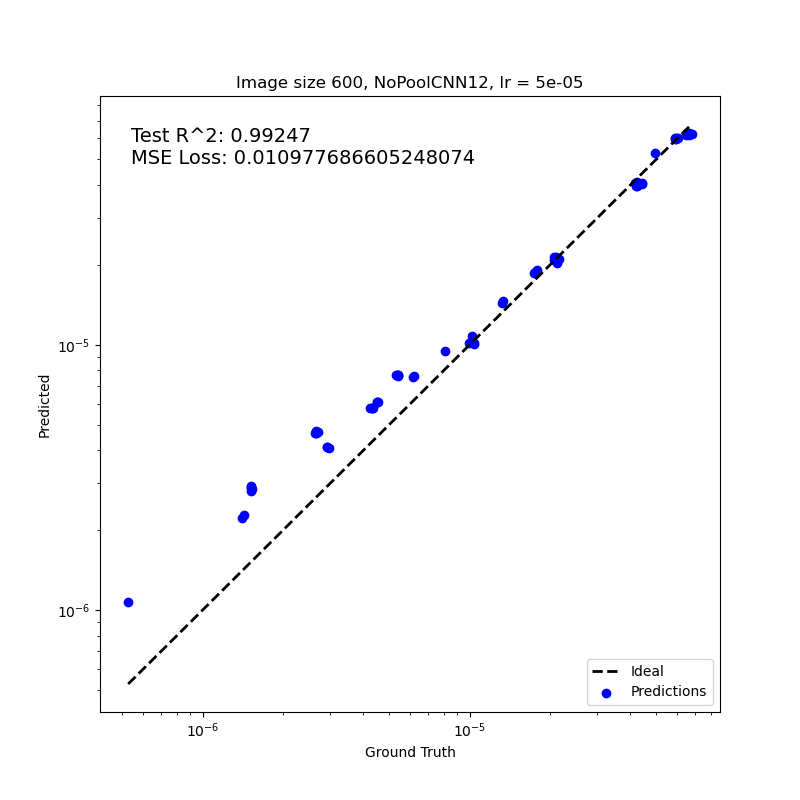 Image size 600, NoPoolCNN12, lr = 5e-05
Test R^2: 0.99247
MSE Loss: 0.010977686605248074
Predicted
10⁻⁵
10⁻⁶
Ideal
Predictions
10⁻⁶
10⁻⁵
Ground Truth